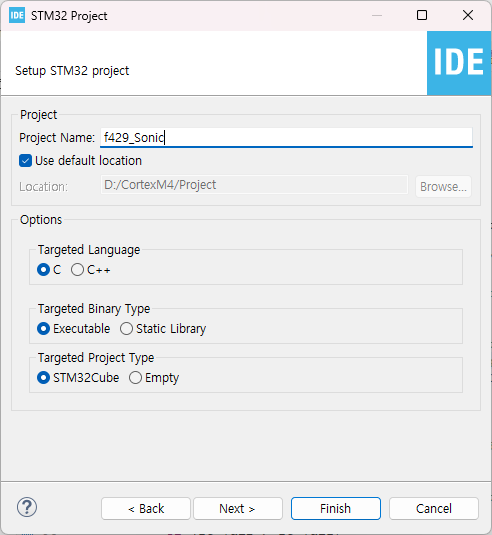 IDE STM32 Project
Setup STM32 project
IDE
Project
Project Name: f429_Sonic
Use default location
Location: D:/CortexM4/Project Browse...
Options
Targeted Language
C C++
Targeted Binary Type
Executable Static Library
Targeted Project Type
STM32Cube Empty
? < Back Next > Finish Cancel